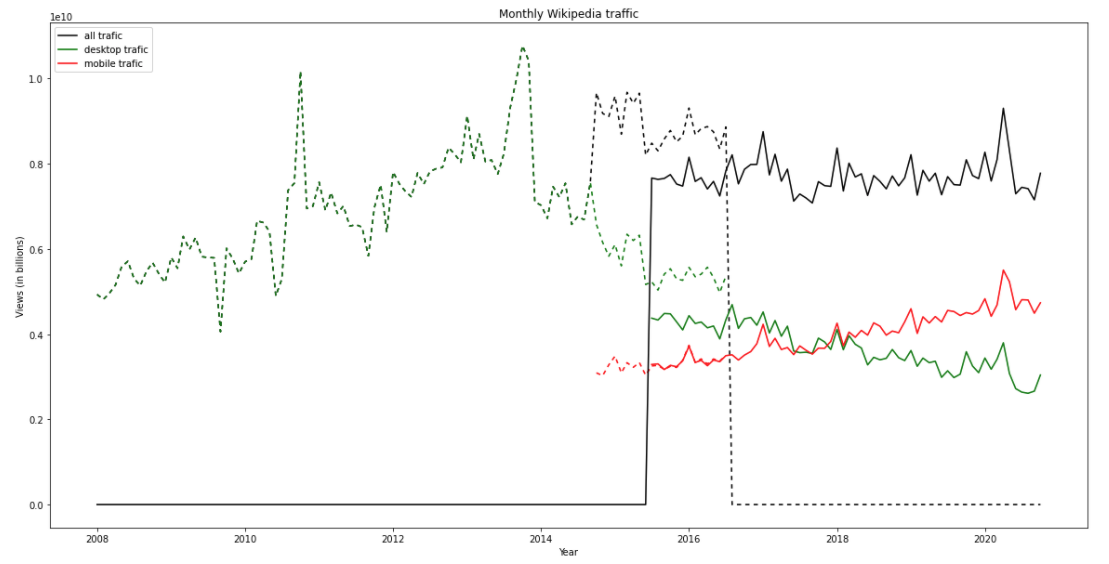 Monthly Wikipedia traffic
1e10
all trafic
desktop trafic
mobile trafic
Views (in billions)
1.0
0.8
0.6
0.4
0.2
0.0
2008 2010 2012 2014 2016 2018 2020
Year